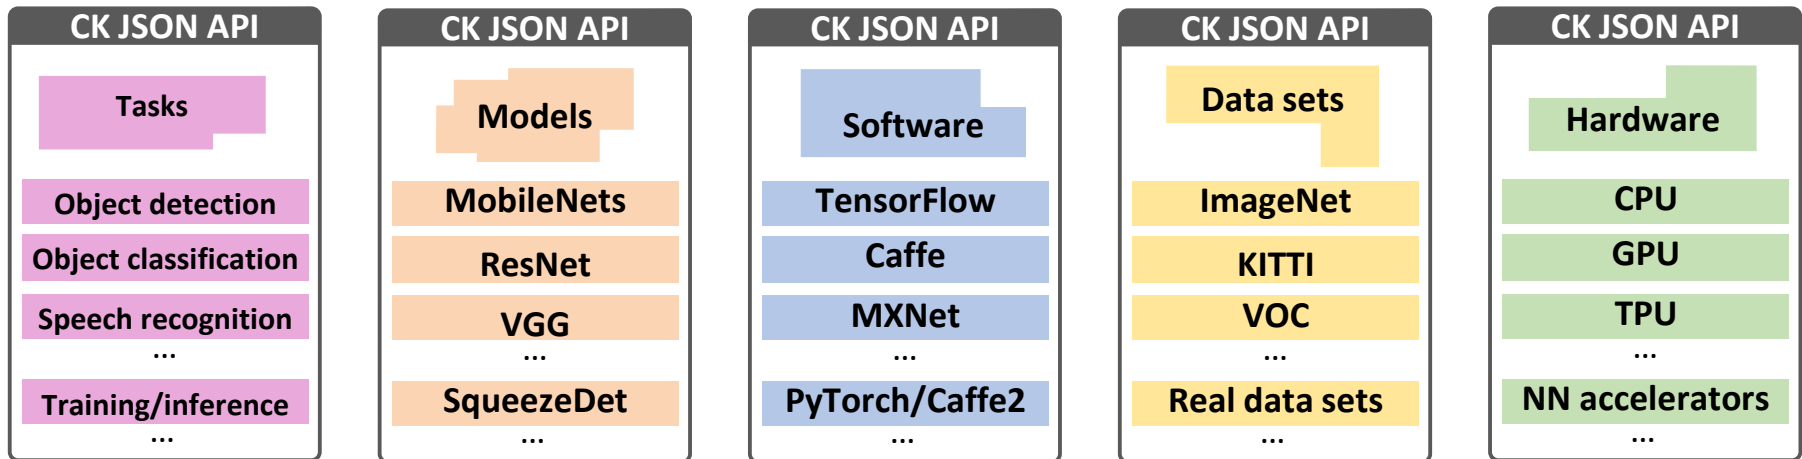 CK JSON API
Tasks
Object detection
Object classification
Speech recognition
...
Training/inference
...
CK JSON API
Models
MobileNets
ResNet
VGG
...
SqueezeDet
...
CK JSON API
Software
TensorFlow
Caffe
MXNet
...
PyTorch/Caffe2
...
CK JSON API
Data sets
ImageNet
KITTI
VOC
...
Real data sets
...
CK JSON API
Hardware
CPU
GPU
TPU
...
NN accelerators
...